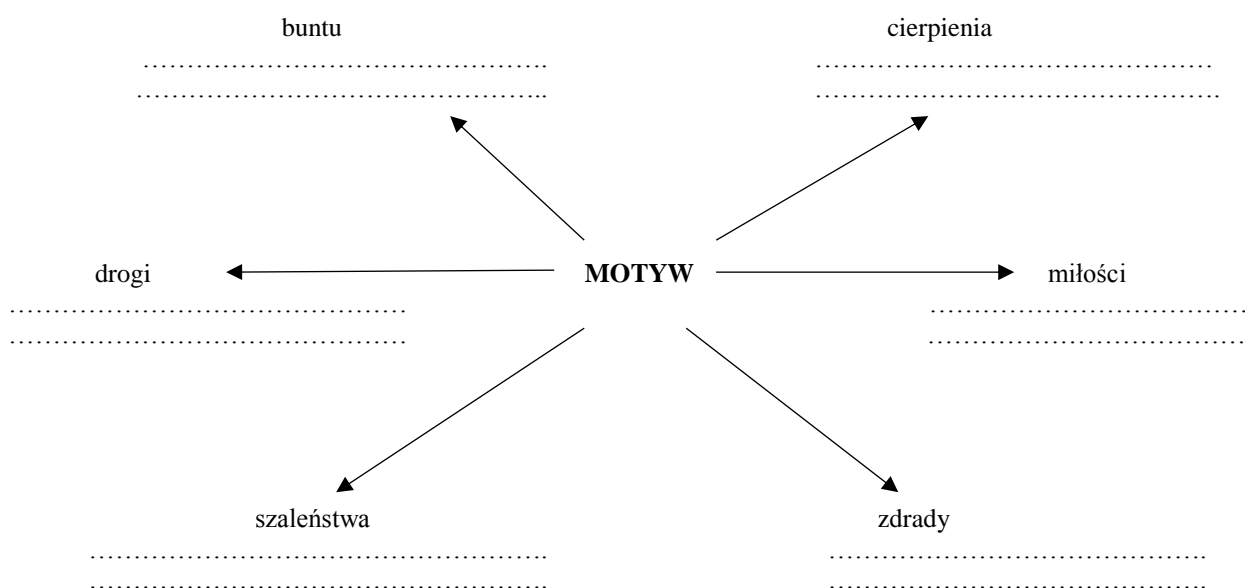 buntu
……………………………………….
………………………………………..
cierpienia
………………………………………
……………………………………….
drogi
………………………………………
………………………………………
MOTYW
miłości
………………………………
………………………………
szaleństwa
…………………………………………….
…………………………………………….
zdrady
…………………………………….
…………………………………….